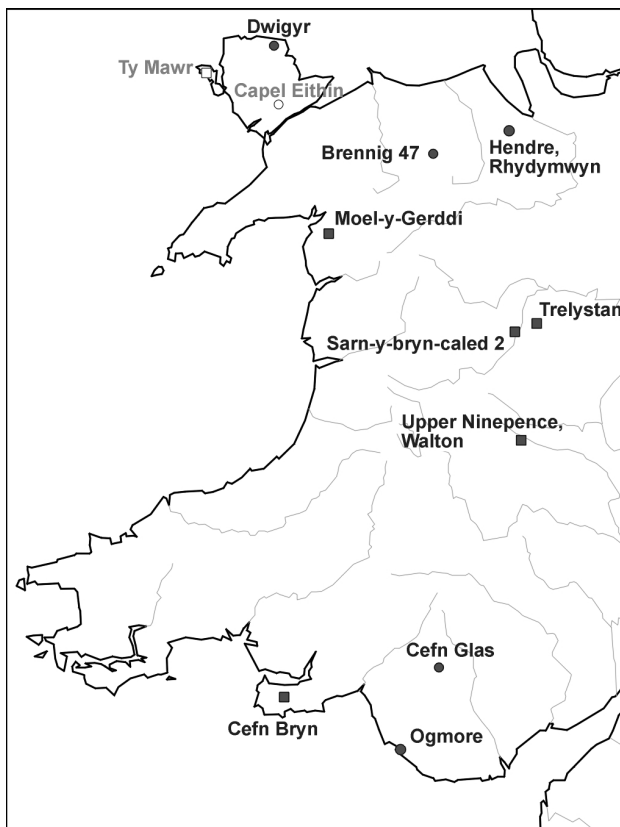 Dwigyr
Ty Mawr
Capel Eithin
Brennig 47
Hendre,
Rhydymwyn
Moel-y-Gerddi
Trelystan
Sarn-y-bryn-caled 2
Upper Ninepence,
Walton
Cefn Glas
Cefn Bryn
Ogmore